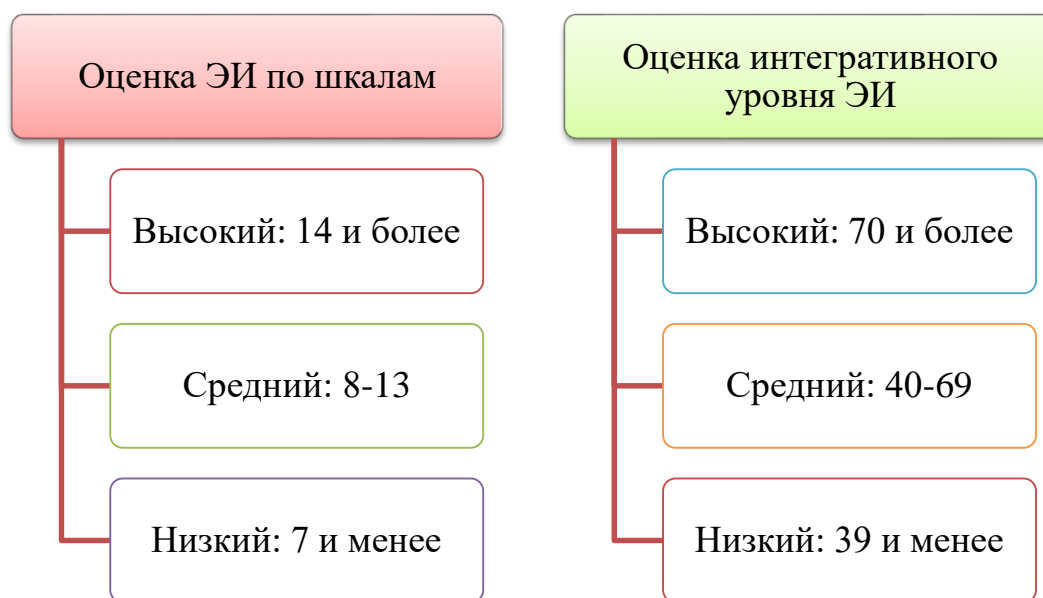 Оценка ЭИ по шкалам
Высокий: 14 и более
Средний: 8-13
Низкий: 7 и менее
Оценка интегративного
уровня ЭИ
Высокий: 70 и более
Средний: 40-69
Низкий: 39 и менее